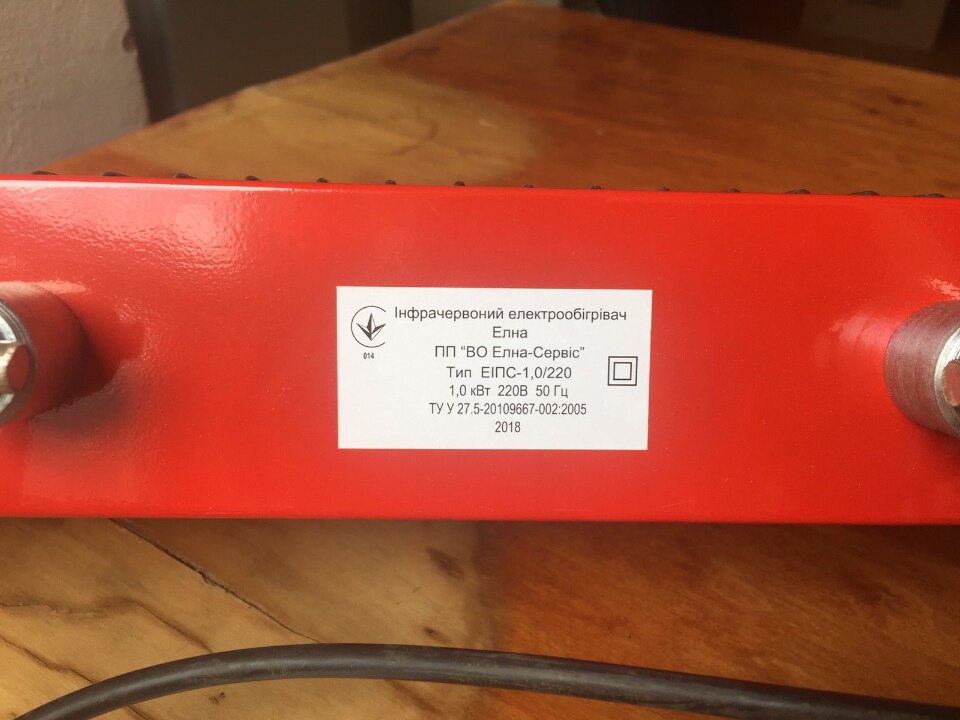 Інфрачервоний електрообігрівач
Елна
014
ПП “ВО Елна-Сервіс”
Тип ЕІПС-1,0/220
1,0 кВт 220В 50 Гц
ТУ У 27.5-20109667-002:2005
2018